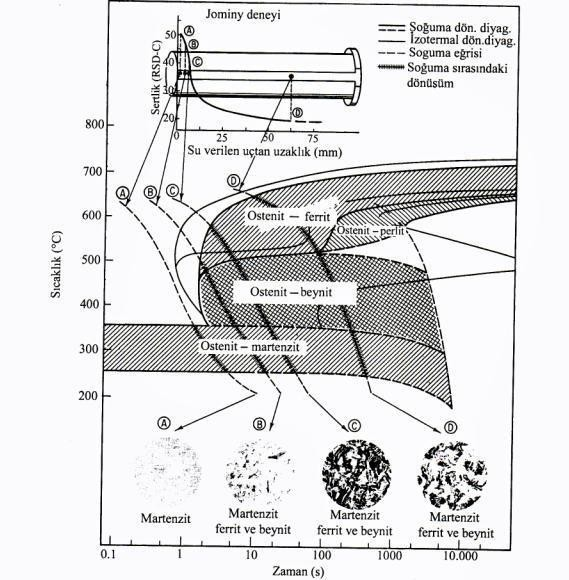 Jominy deneyi
Sertlik (RSD-C)
50
40
30
20
A
B
C
D
0
25
50
75
Su verilen uçtan uzaklık (mm)
Soğuma dön. diyag.
İzotermal dön.diyag.
Soguma eğrisi
Soğuma sırasındaki
dönüşüm
Sıcaklık (°C)
800
700
600
500
400
300
200
A
B
C
D
Ostenit – ferrit
Ostenit – perlit
Ostenit – beynit
Ostenit – martenzit
A
B
C
D
Martenzit
Martenzit
ferrit ve beynit
Martenzit
ferrit ve beynit
Martenzit
ferrit ve beynit
0.1
1
10
100
1000
10.000
Zaman (s)